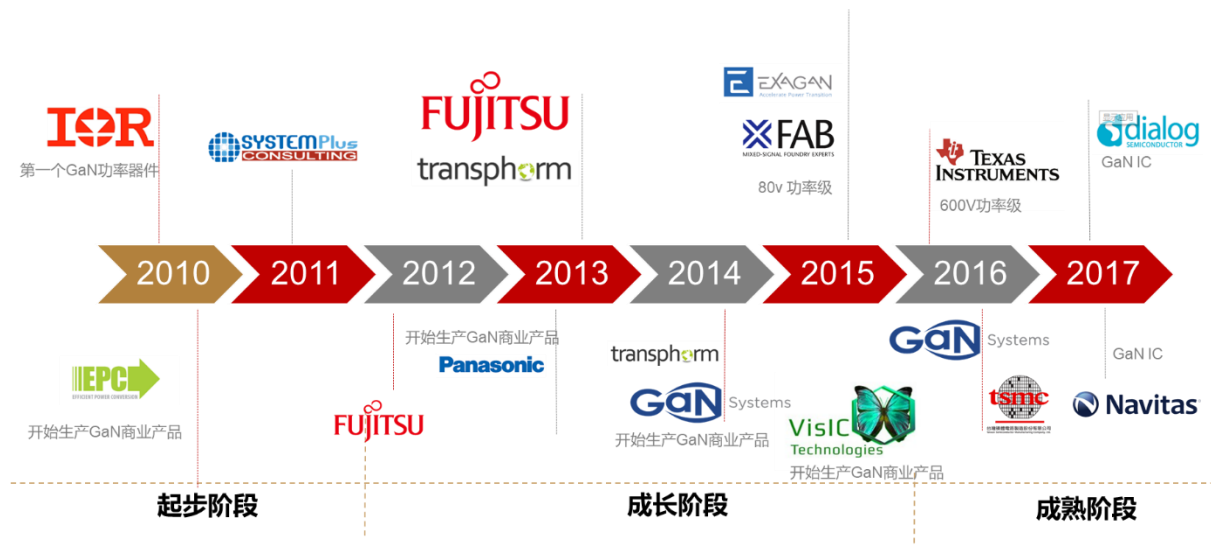 IOR
第一个GaN功率器件
SYSTEMPlus
CONSULTING
FUJITSU
transphorm
EXAGAN
Accelerate Power Transition
XFAB
MIXED-SIGNAL FOUNDRY EXPERTS
80v 功率级
TEXAS
INSTRUMENTS
600V功率级
dialog
SEMICONDUCTOR
GaN IC
2010
2011
2012
2013
2014
2015
2016
2017
EPC
EFFICIENT POWER CONVERSION
开始生产GaN商业产品
FUJITSU
开始生产GaN商业产品
Panasonic
transphorm
GaN Systems
开始生产GaN商业产品
VisIC
Technologies
开始生产GaN商业产品
GaN Systems
tsmc
GaN IC
Navitas
起步阶段
成长阶段
成熟阶段